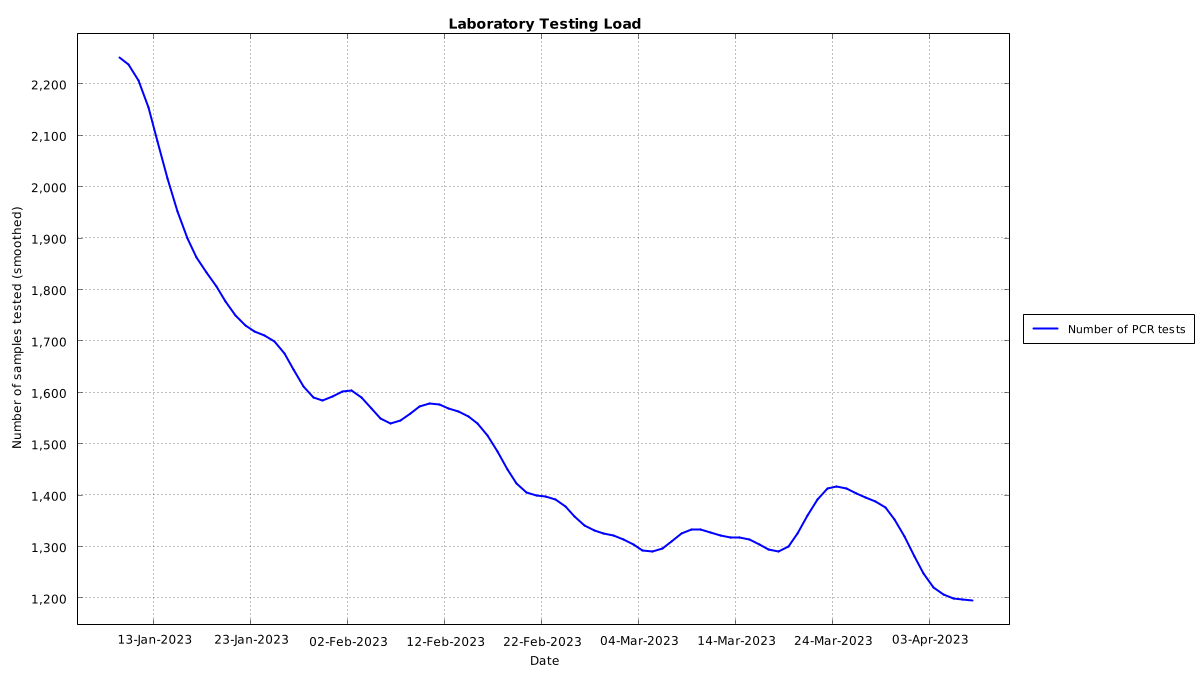 Laboratory Testing Load
Number of samples tested (smoothed)
2,200
2,100
2,000
1,900
1,800
1,700
1,600
1,500
1,400
1,300
1,200
13-Jan-2023 23-Jan-2023 02-Feb-2023 12-Feb-2023 22-Feb-2023 04-Mar-2023 14-Mar-2023 24-Mar-2023 03-Apr-2023
Date
Number of PCR tests